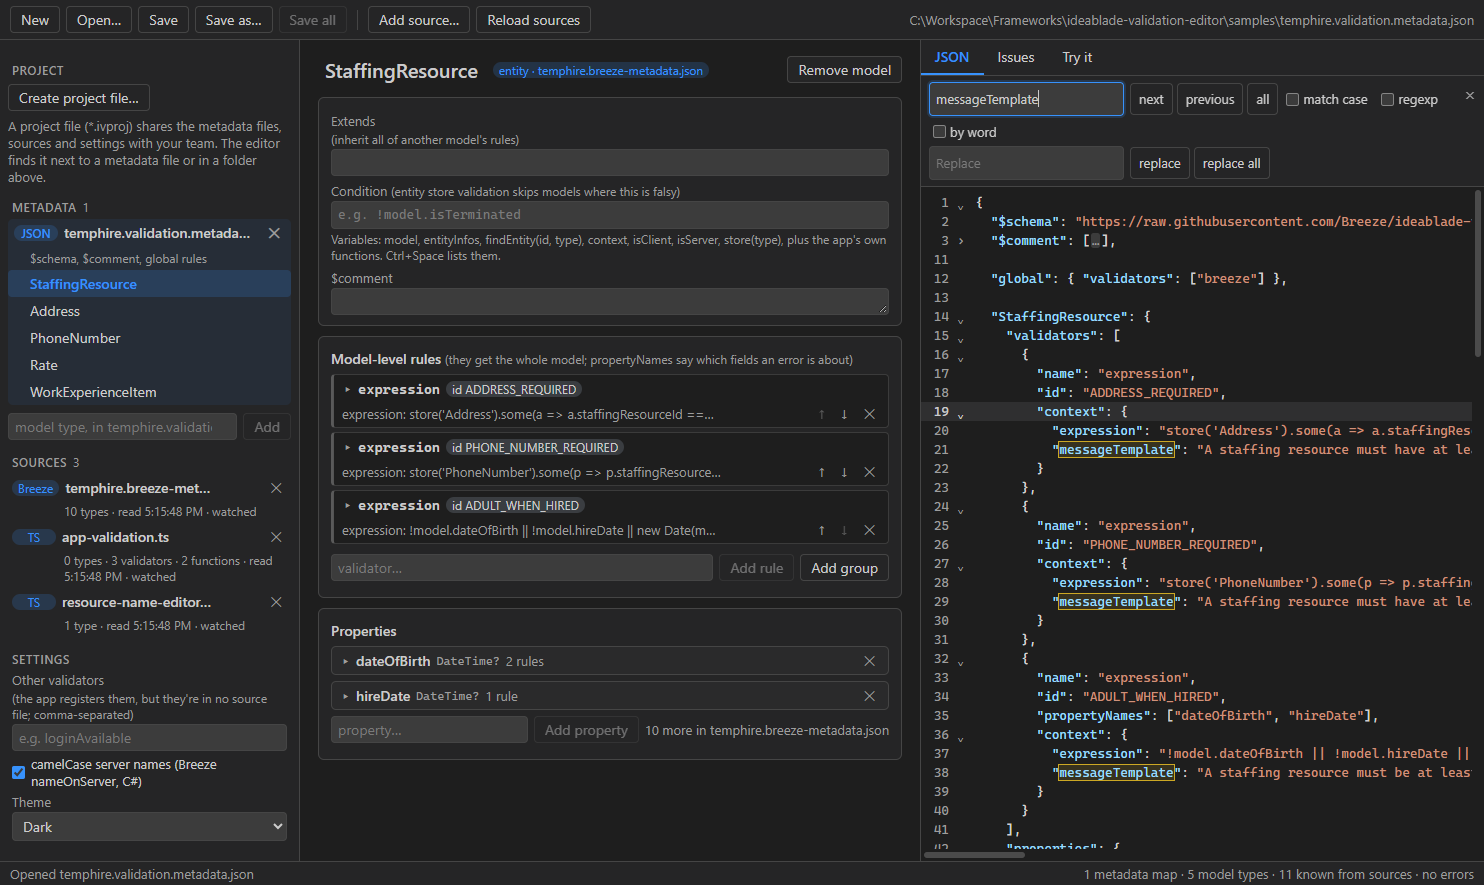 New
Open...
Save
Save as...
Save all
Add source...
Reload sources
C:\Workspace\Frameworks\ideablade-validation-editor\samples\temphire.validation.metadata.json
PROJECT
Create project file...
A project file (*.ivproj) shares the metadata files,
sources and settings with your team. The editor
finds it next to a metadata file or in a folder
above.
METADATA 1
JSON temphire.validation.metada...
$schema, $comment, global rules
StaffingResource
Address
PhoneNumber
Rate
WorkExperienceItem
model type, in temphire.validati
Add
SOURCES 3
Breeze temphire.breeze-met...
10 types · read 5:15:48 PM · watched
TS app-validation.ts
0 types · 3 validators · 2 functions · read
5:15:48 PM · watched
TS resource-name-editor...
1 type · read 5:15:48 PM · watched
SETTINGS
Other validators
(the app registers them, but they're in no source
file; comma-separated)
e.g. loginAvailable
camelCase server names (Breeze
nameOnServer, C#)
Theme
Dark
StaffingResource
entity · temphire.breeze-metadata.json
Remove model
Extends
(inherit all of another model's rules)
Condition (entity store validation skips models where this is falsy)
e.g. !model.isTerminated
Variables: model, entityInfos, findEntity(id, type), context, isClient, isServer, store(type), plus the app's own
functions. Ctrl+Space lists them.
$comment
Model-level rules (they get the whole model; propertyNames say which fields an error is about)
expression id ADDRESS_REQUIRED
expression: store('Address').some(a => a.staffingResourceId ==...
expression id PHONE_NUMBER_REQUIRED
expression: store('PhoneNumber').some(p => p.staffingResource...
expression id ADULT_WHEN_HIRED
expression: !model.dateOfBirth || !model.hireDate || new Date(m...
validator...
Add rule
Add group
Properties
dateOfBirth DateTime? 2 rules
hireDate DateTime? 1 rule
property...
Add property
10 more in temphire.breeze-metadata.json
JSON
Issues
Try it
messageTemplate
next
previous
all
match case
regexp
by word
Replace
replace
replace all
1 {
2 "$schema": "https://raw.githubusercontent.com/Breeze/ideablade-
3 "$comment": […],
11
12 "global": { "validators": ["breeze"] },
13
14 "StaffingResource": {
15 "validators": [
16 {
17 "name": "expression",
18 "id": "ADDRESS_REQUIRED",
19 "context": {
20 "expression": "store('Address').some(a => a.staffingRes
21 "messageTemplate": "A staffing resource must have at le
22 }
23 },
24 {
25 "name": "expression",
26 "id": "PHONE_NUMBER_REQUIRED",
27 "context": {
28 "expression": "store('PhoneNumber').some(p => p.staffin
29 "messageTemplate": "A staffing resource must have at le
30 }
31 },
32 {
33 "name": "expression",
34 "id": "ADULT_WHEN_HIRED",
35 "propertyNames": ["dateOfBirth", "hireDate"],
36 "context": {
37 "expression": "!model.dateOfBirth || !model.hireDate ||
38 "messageTemplate": "A staffing resource must be at leas
39 }
40 }
41 ],
42 "properties": {
Opened temphire.validation.metadata.json
1 metadata map · 5 model types · 11 known from sources · no errors